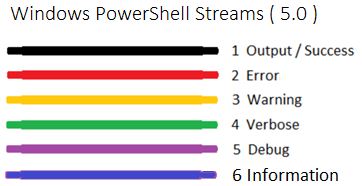 Windows PowerShell Streams ( 5.0 )
1 Output / Success
2 Error
3 Warning
4 Verbose
5 Debug
6 Information